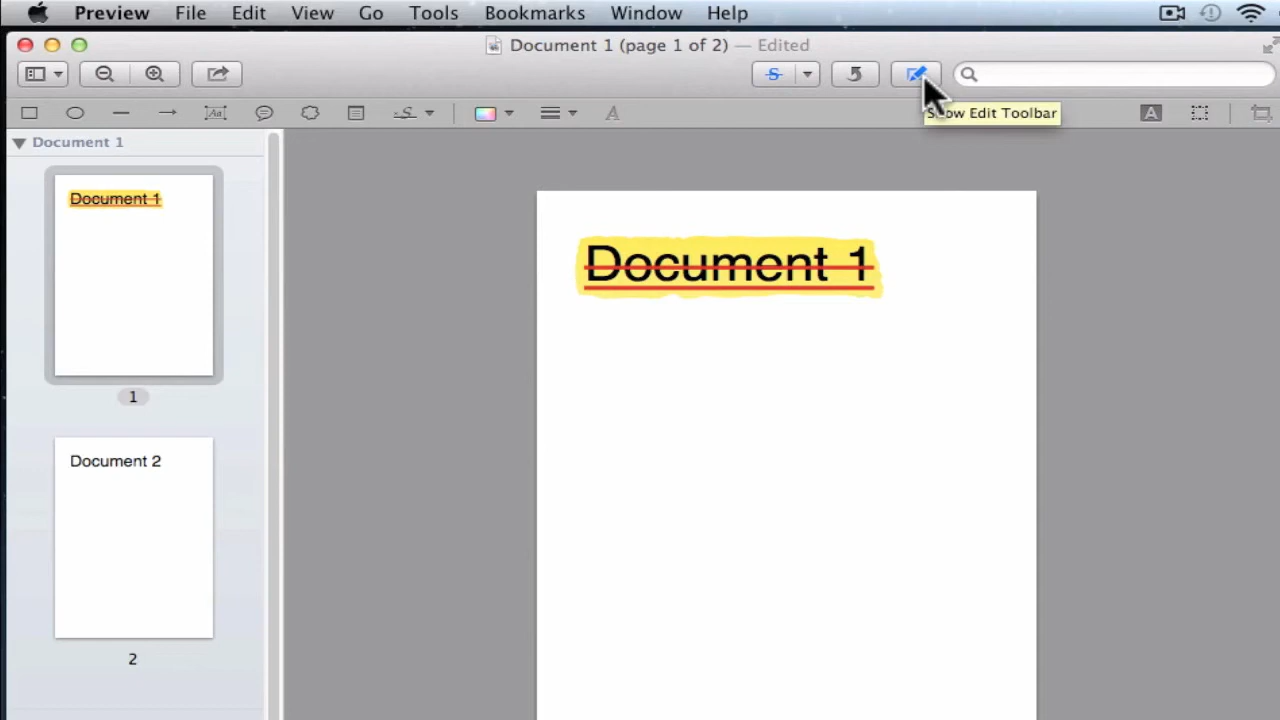 Preview File Edit View Go Tools Bookmarks Window Help
Document 1 (page 1 of 2) — Edited
S
Aa S A A
Show Edit Toolbar
Document 1
Document 1
1
Document 2
2
Document 1